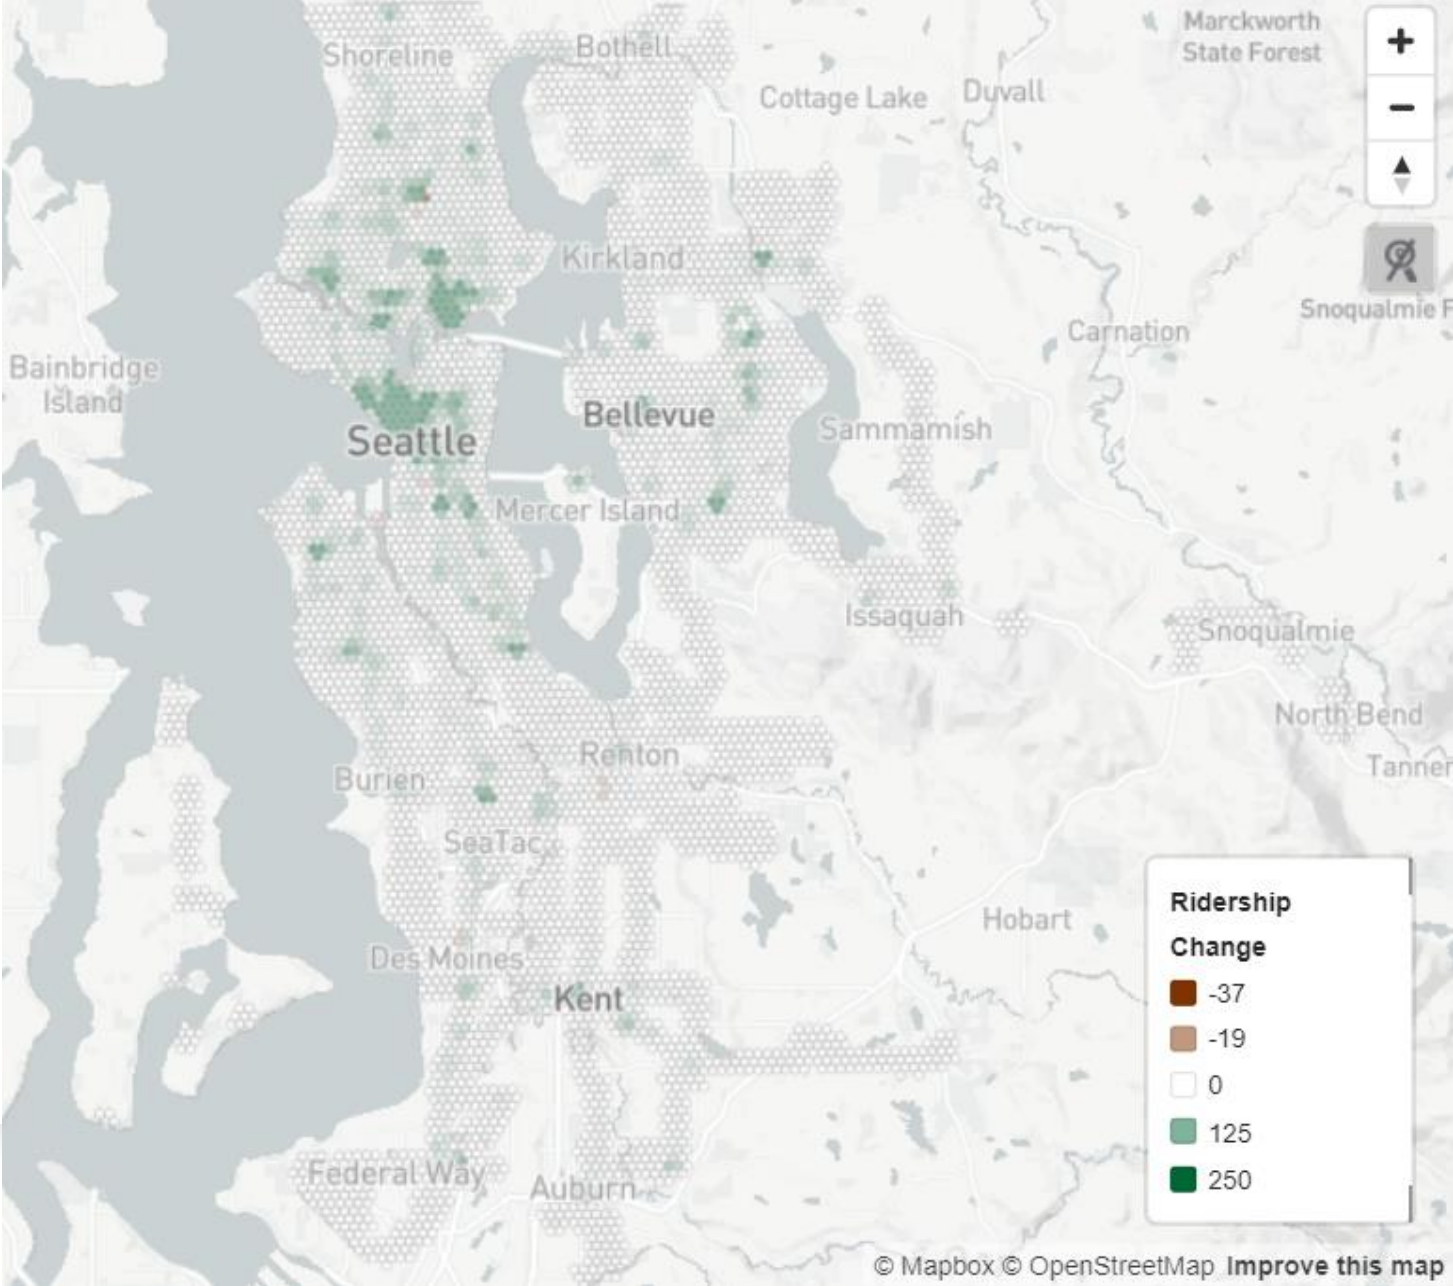 Shoreline
Bothell
Marckworth
State Forest
Cottage Lake
Duvall
+
−
Kirkland
Snoqualmie F
Carnation
Bainbridge
Island
Bellevue
Sammamish
Seattle
Mercer Island
Issaquah
Snoqualmie
North Bend
Renton
Tanner
Burien
SeaTac
Hobart
Des Moines
Kent
Federal Way
Auburn
Ridership
Change
-37
-19
0
125
250
© Mapbox © OpenStreetMap Improve this map